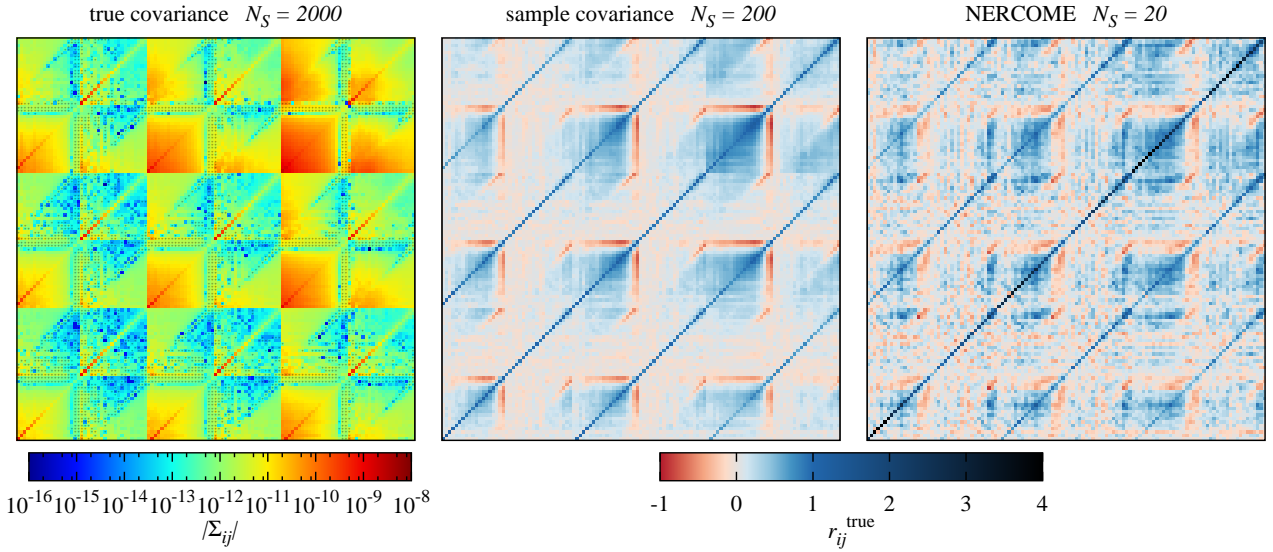 true covariance N_S = 2000
sample covariance N_S = 200
NERCOME N_S = 20
10^-16 10^-15 10^-14 10^-13 10^-12 10^-11 10^-10 10^-9 10^-8
|Σ_ij|
-1 0 1 2 3 4
r_ij^true